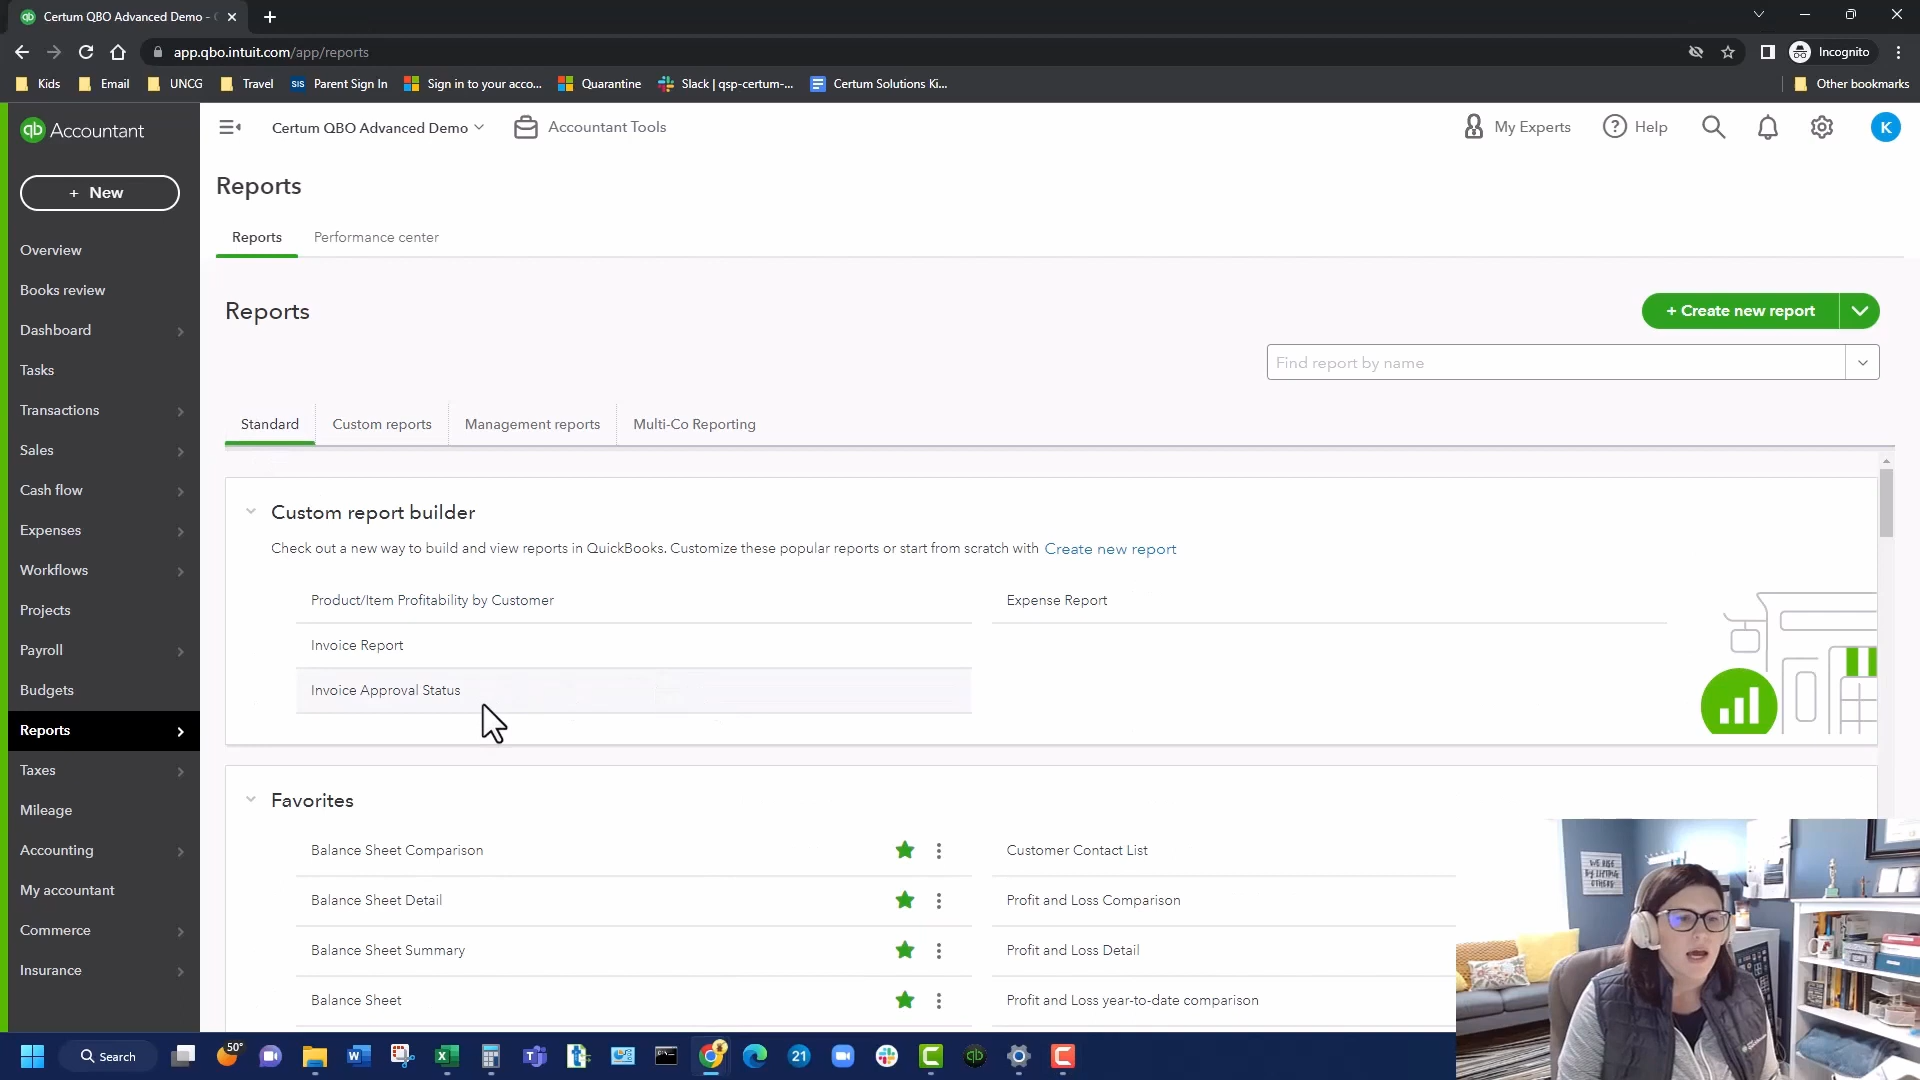 Certum QBO Advanced Demo -
app.qbo.intuit.com/app/reports
Incognito
Kids
Email
UNCG
Travel
SIS Parent Sign In
Sign in to your acco...
Quarantine
Slack | qsp-certum-...
Certum Solutions Ki...
Other bookmarks
qb Accountant
Certum QBO Advanced Demo
Accountant Tools
My Experts
? Help
K
+ New
Overview
Books review
Dashboard
Tasks
Transactions
Sales
Cash flow
Expenses
Workflows
Projects
Payroll
Budgets
Reports
Taxes
Mileage
Accounting
My accountant
Commerce
Insurance
Reports
Reports
Performance center
Reports
+ Create new report
Find report by name
Standard
Custom reports
Management reports
Multi-Co Reporting
Custom report builder
Check out a new way to build and view reports in QuickBooks. Customize these popular reports or start from scratch with Create new report
Product/Item Profitability by Customer
Expense Report
Invoice Report
Invoice Approval Status
Favorites
Balance Sheet Comparison
Customer Contact List
Balance Sheet Detail
Profit and Loss Comparison
Balance Sheet Summary
Profit and Loss Detail
Balance Sheet
Profit and Loss year-to-date comparison
WE RISE
BY LIFTING
OTHERS
Search
50°
21